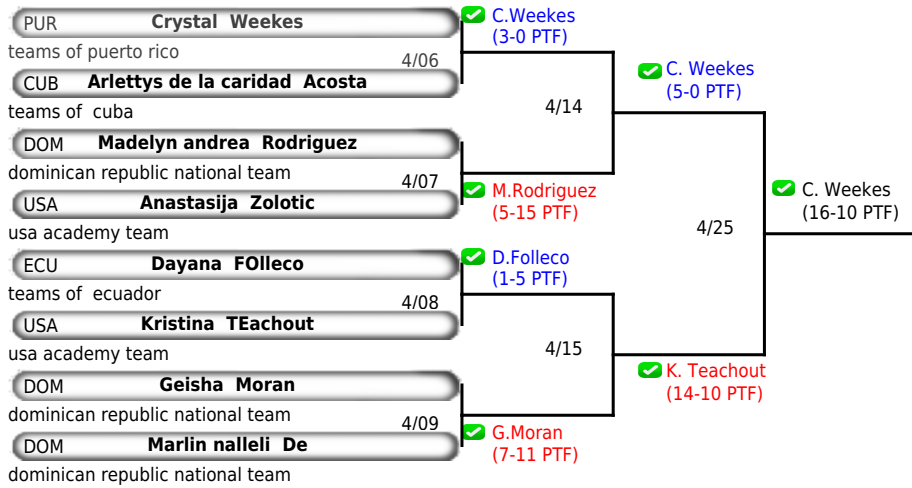 PUR Crystal Weekes
teams of puerto rico
4/06
CUB Arlettys de la caridad Acosta
teams of cuba
DOM Madelyn andrea Rodriguez
dominican republic national team
4/07
USA Anastasija Zolotic
usa academy team
ECU Dayana FOlleco
teams of ecuador
4/08
USA Kristina TEachout
usa academy team
DOM Geisha Moran
dominican republic national team
4/09
DOM Marlin nalleli De
dominican republic national team
C.Weekes
(3-0 PTF)
4/14
M.Rodriguez
(5-15 PTF)
D.Folleco
(1-5 PTF)
4/15
G.Moran
(7-11 PTF)
C. Weekes
(5-0 PTF)
4/25
K. Teachout
(14-10 PTF)
C. Weekes
(16-10 PTF)